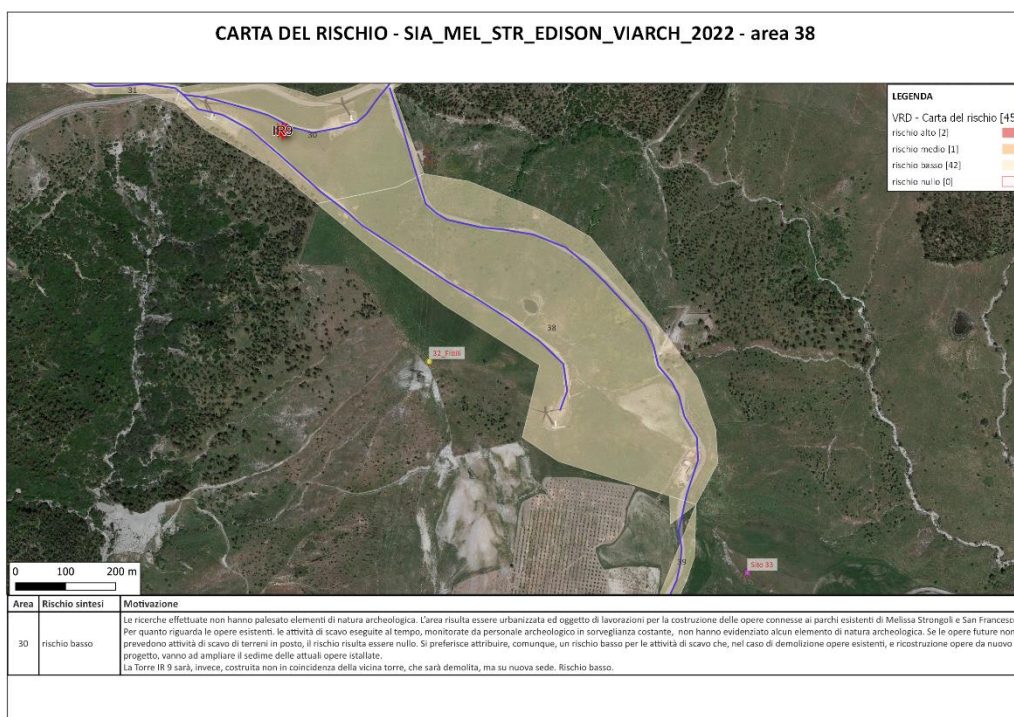 CARTA DEL RISCHIO - SIA_MEL_STR_EDISON_VIARCH_2022 - area 38
LEGENDA
VRD - Carta del rischio [45
rischio alto [2]
rischio medio [1]
rischio basso [42]
rischio nullo [0]
31
IR9
30
38
32_Fibili
39
Sito 33
0 100 200 m
Area Rischio sintesi Motivazione
Le ricerche effettuate non hanno palesato elementi di natura archeologica. L'area risulta essere urbanizzata ed oggetto di lavorazioni per la costruzione delle opere connesse ai parchi esistenti di Melissa Strongoli e San Francesco
Per quanto riguarda le opere esistenti. le attività di scavo eseguite al tempo, monitorate da personale archeologico in sorveglianza costante, non hanno evidenziato alcun elemento di natura archeologica. Se le opere future non
30 rischio basso prevedono attività di scavo di terreni in posto, il rischio risulta essere nullo. Si preferisce attribuire, comunque, un rischio basso per le attività di scavo che, nel caso di demolizione opere esistenti, e ricostruzione opere da nuovo
progetto, vanno ad ampliare il sedime delle attuali opere istallate.
La Torre IR 9 sarà, invece, costruita non in coincidenza della vicina torre, che sarà demolita, ma su nuova sede. Rischio basso.